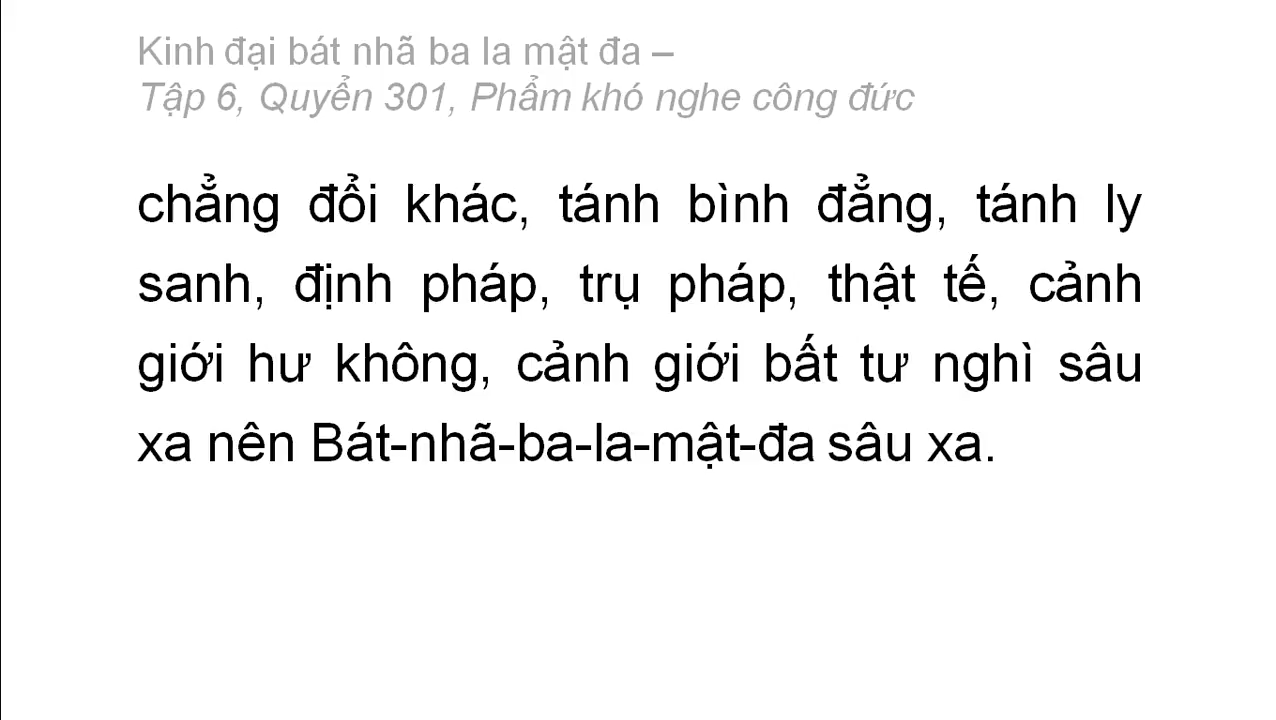 Kinh đại bát nhã ba la mật đa –
Tập 6, Quyển 301, Phẩm khó nghe công đức
chẳng đổi khác, tánh bình đẳng, tánh ly
sanh, định pháp, trụ pháp, thật tế, cảnh
giới hư không, cảnh giới bất tư nghì sâu
xa nên Bát-nhã-ba-la-mật-đa sâu xa.